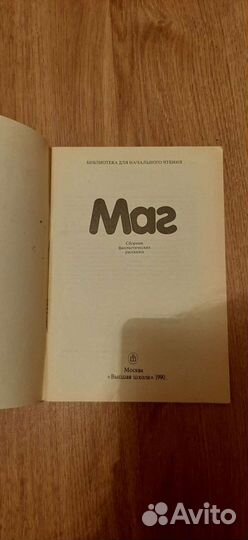 БИБЛИОТЕКА ДЛЯ НАЧАЛЬНОГО ЧТЕНИЯ
Маг
Сборник
фантастических
рассказов
Москва
«Высшая школа» 1990
Avito